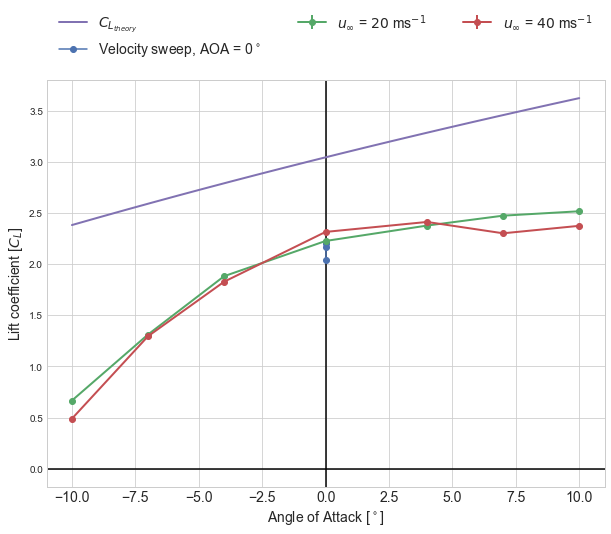 C_{L_{theory}}
Velocity sweep, AOA = 0°
u_∞ = 20 ms⁻¹
u_∞ = 40 ms⁻¹
Lift coefficient [C_L]
3.5
3.0
2.5
2.0
1.5
1.0
0.5
0.0
−10.0 −7.5 −5.0 −2.5 0.0 2.5 5.0 7.5 10.0
Angle of Attack [°]